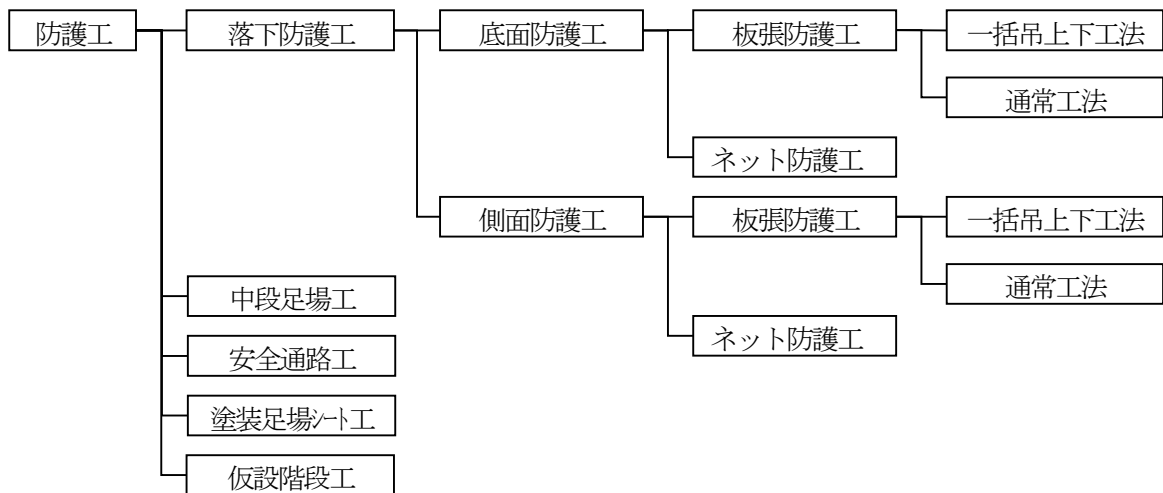 防護工
落下防護工
底面防護工
板張防護工
一括吊上下工法
通常工法
ネット防護工
側面防護工
板張防護工
一括吊上下工法
通常工法
ネット防護工
中段足場工
安全通路工
塗装足場ｼｰﾄ工
仮設階段工